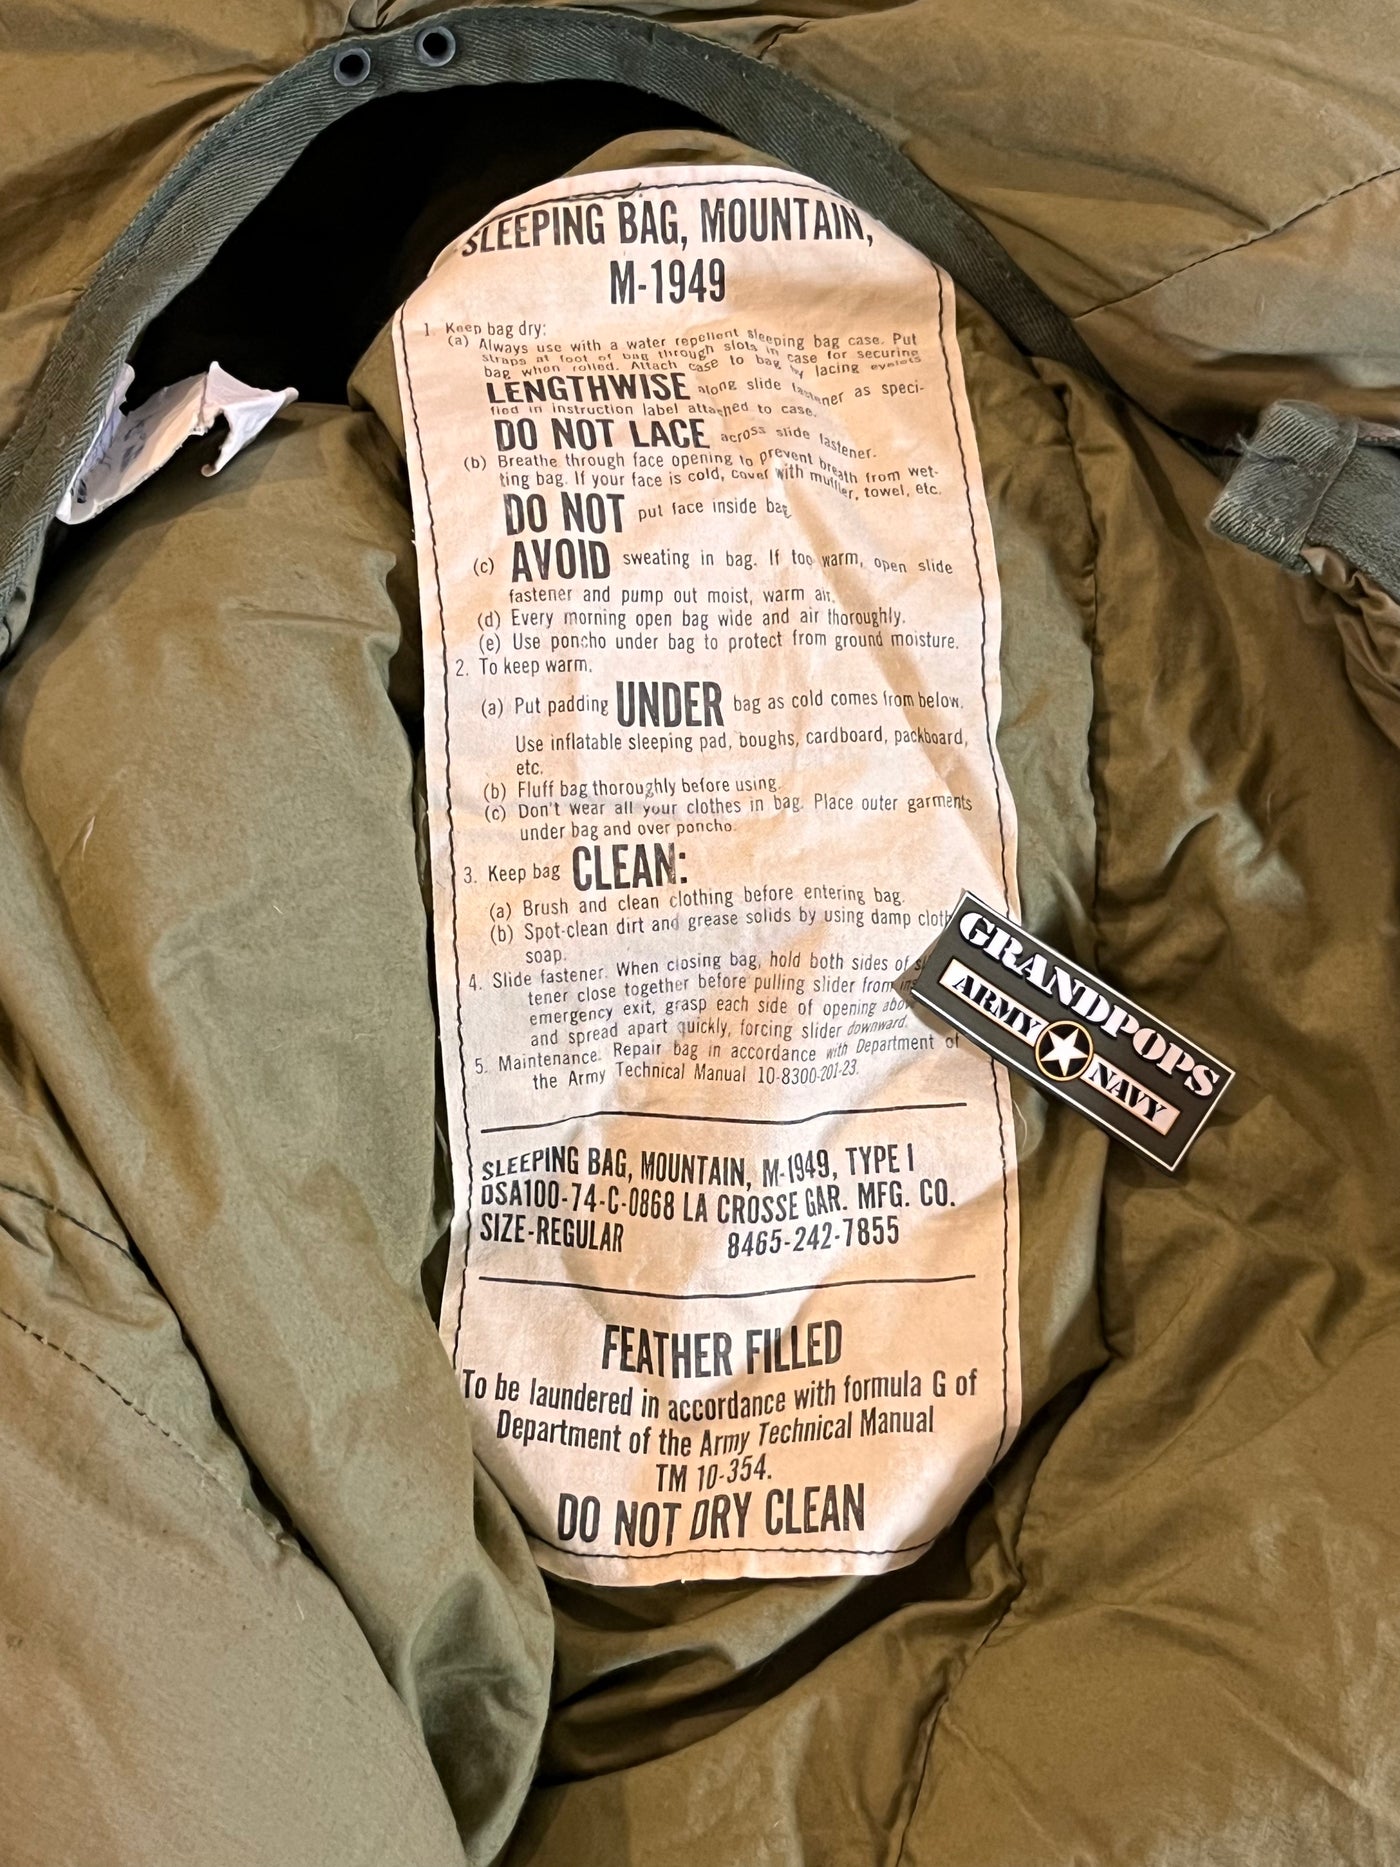 SLEEPING BAG, MOUNTAIN,
M-1949
1. Keep bag dry:
(a) Always use with a water repellent sleeping bag case. Put
straps at foot of bag through slots in case for securing
bag when rolled. Attach case to bag by lacing eyelets
LENGTHWISE along slide fastener as speci-
fied in instruction label attached to case.
DO NOT LACE across slide fastener.
(b) Breathe through face opening to prevent breath from wet-
ting bag. If your face is cold, cover with muffler, towel, etc.
DO NOT put face inside bag.
(c) AVOID sweating in bag. If too warm, open slide
fastener and pump out moist, warm air.
(d) Every morning open bag wide and air thoroughly.
(e) Use poncho under bag to protect from ground moisture.
2. To keep warm.
(a) Put padding UNDER bag as cold comes from below.
Use inflatable sleeping pad, boughs, cardboard, packboard,
etc.
(b) Fluff bag thoroughly before using.
(c) Don't wear all your clothes in bag. Place outer garments
under bag and over poncho.
3. Keep bag CLEAN:
(a) Brush and clean clothing before entering bag.
(b) Spot-clean dirt and grease solids by using damp cloth
soap.
4. Slide fastener. When closing bag, hold both sides of
tener close together before pulling slider from
emergency exit, grasp each side of opening above
and spread apart quickly, forcing slider downward.
5. Maintenance. Repair bag in accordance with Department of
the Army Technical Manual 10-8300-201-23.
SLEEPING BAG, MOUNTAIN, M-1949, TYPE I
DSA100-74-C-0868 LA CROSSE GAR. MFG. CO.
SIZE-REGULAR 8465-242-7855
FEATHER FILLED
To be laundered in accordance with formula G of
Department of the Army Technical Manual
TM 10-354.
DO NOT DRY CLEAN
GRANDPOPS
ARMY NAVY